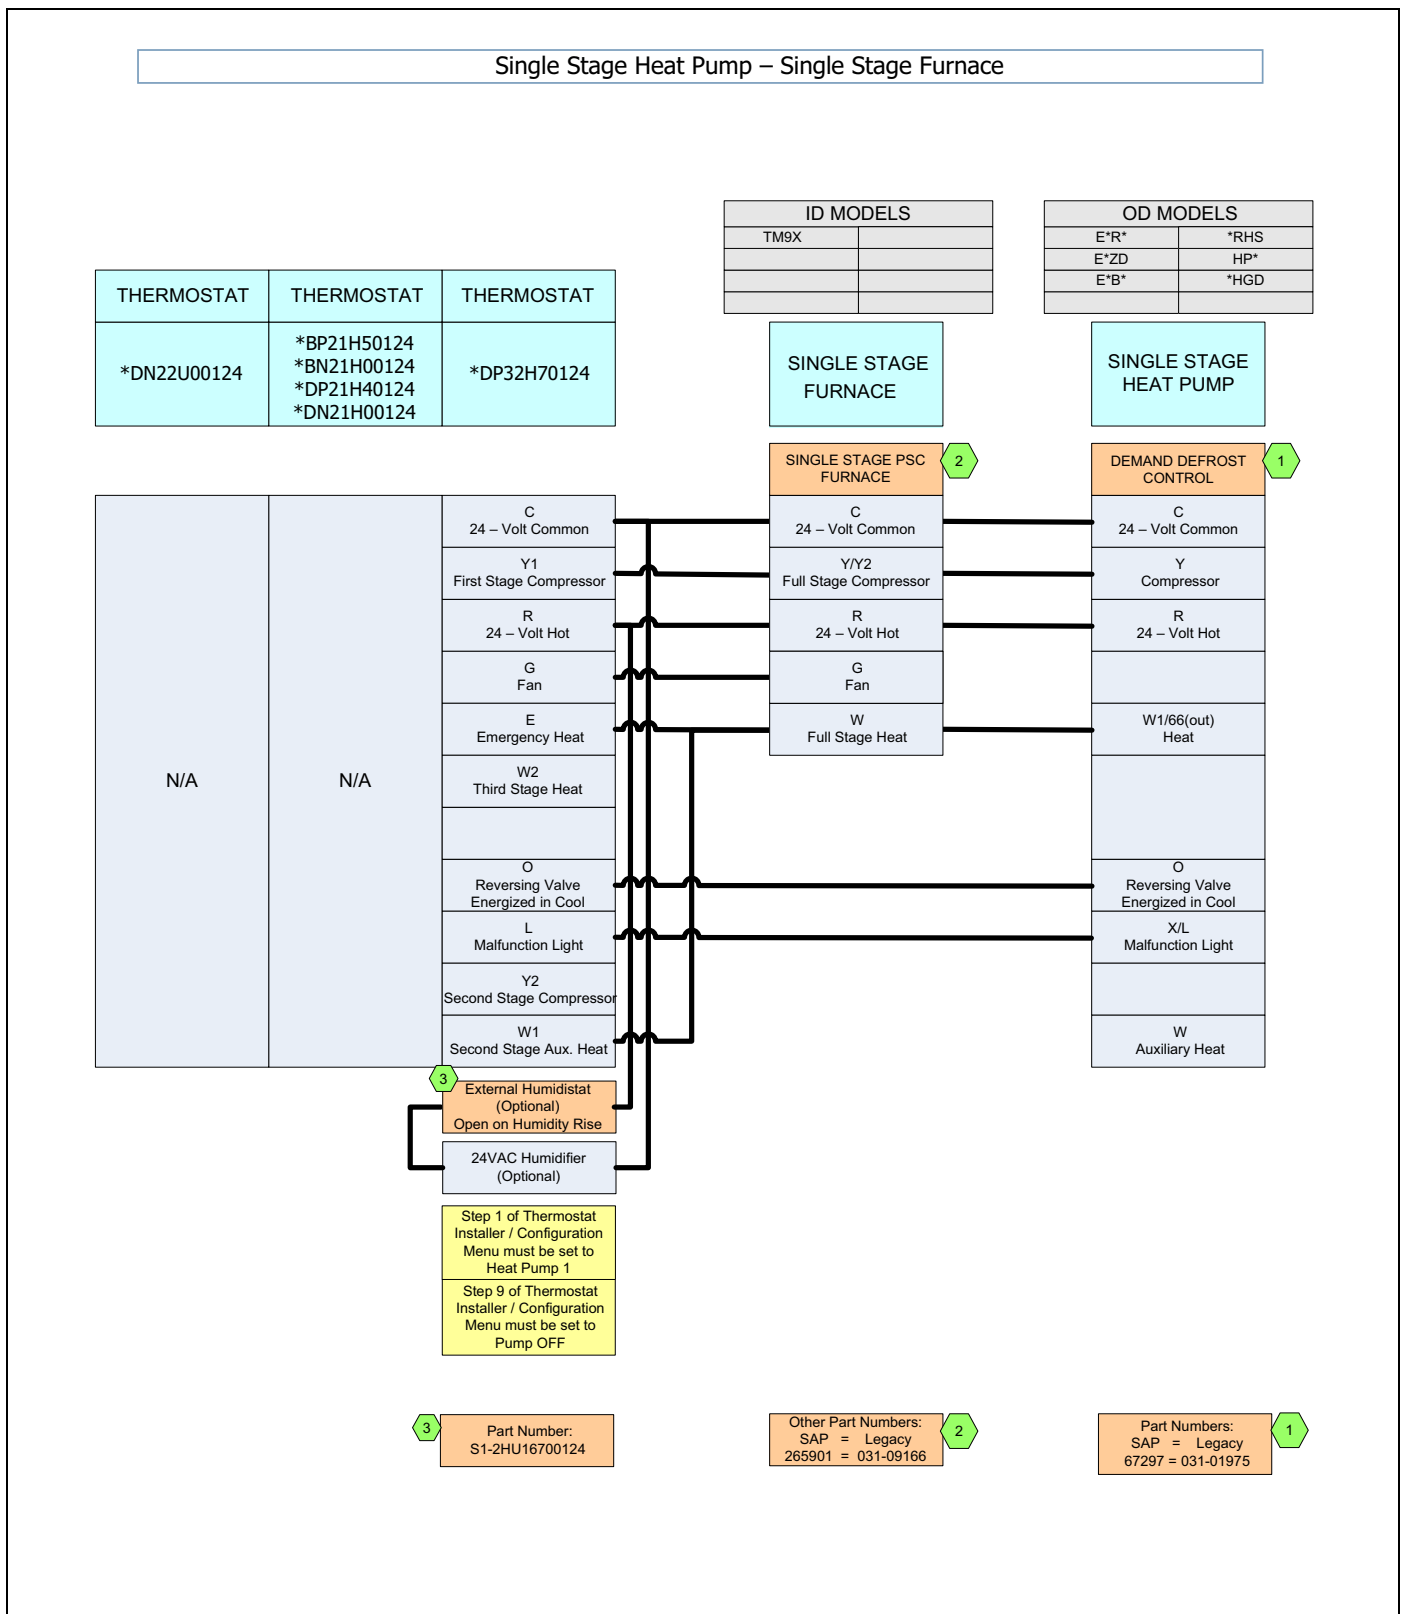 Single Stage Heat Pump – Single Stage Furnace
ID MODELS
TM9X
OD MODELS
E*R*
*RHS
E*ZD
HP*
E*B*
*HGD
THERMOSTAT
THERMOSTAT
THERMOSTAT
*DN22U00124
*BP21H50124
*BN21H00124
*DP21H40124
*DN21H00124
*DP32H70124
SINGLE STAGE
FURNACE
SINGLE STAGE
HEAT PUMP
SINGLE STAGE PSC
FURNACE
2
DEMAND DEFROST
CONTROL
1
N/A
N/A
C
24 – Volt Common
Y1
First Stage Compressor
R
24 – Volt Hot
G
Fan
E
Emergency Heat
W2
Third Stage Heat
O
Reversing Valve
Energized in Cool
L
Malfunction Light
Y2
Second Stage Compressor
W1
Second Stage Aux. Heat
C
24 – Volt Common
Y/Y2
Full Stage Compressor
R
24 – Volt Hot
G
Fan
W
Full Stage Heat
C
24 – Volt Common
Y
Compressor
R
24 – Volt Hot
W1/66(out)
Heat
O
Reversing Valve
Energized in Cool
X/L
Malfunction Light
W
Auxiliary Heat
3
External Humidistat
(Optional)
Open on Humidity Rise
24VAC Humidifier
(Optional)
Step 1 of Thermostat
Installer / Configuration
Menu must be set to
Heat Pump 1
Step 9 of Thermostat
Installer / Configuration
Menu must be set to
Pump OFF
3
Part Number:
S1-2HU16700124
Other Part Numbers:
SAP = Legacy
265901 = 031-09166
2
Part Numbers:
SAP = Legacy
67297 = 031-01975
1